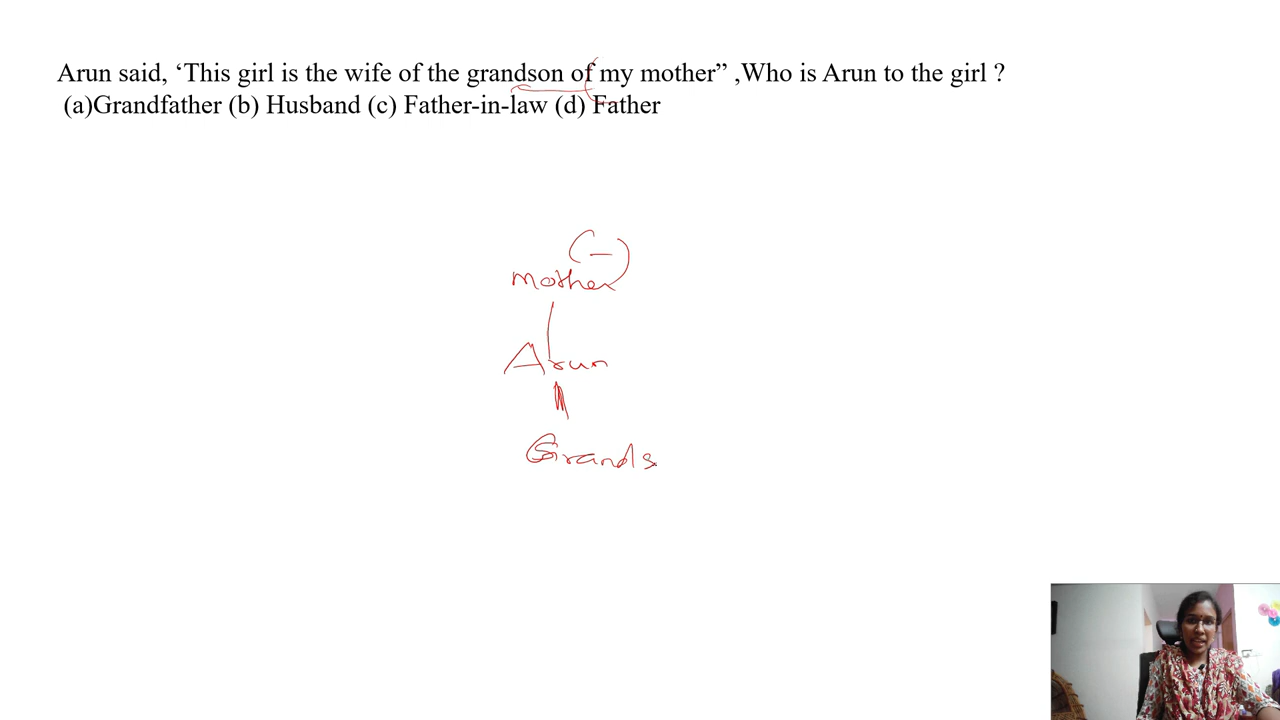 Arun said, ‘This girl is the wife of the grandson of my mother” ,Who is Arun to the girl ?
(a)Grandfather (b) Husband (c) Father-in-law (d) Father
(-)
mother
Arun
Grands